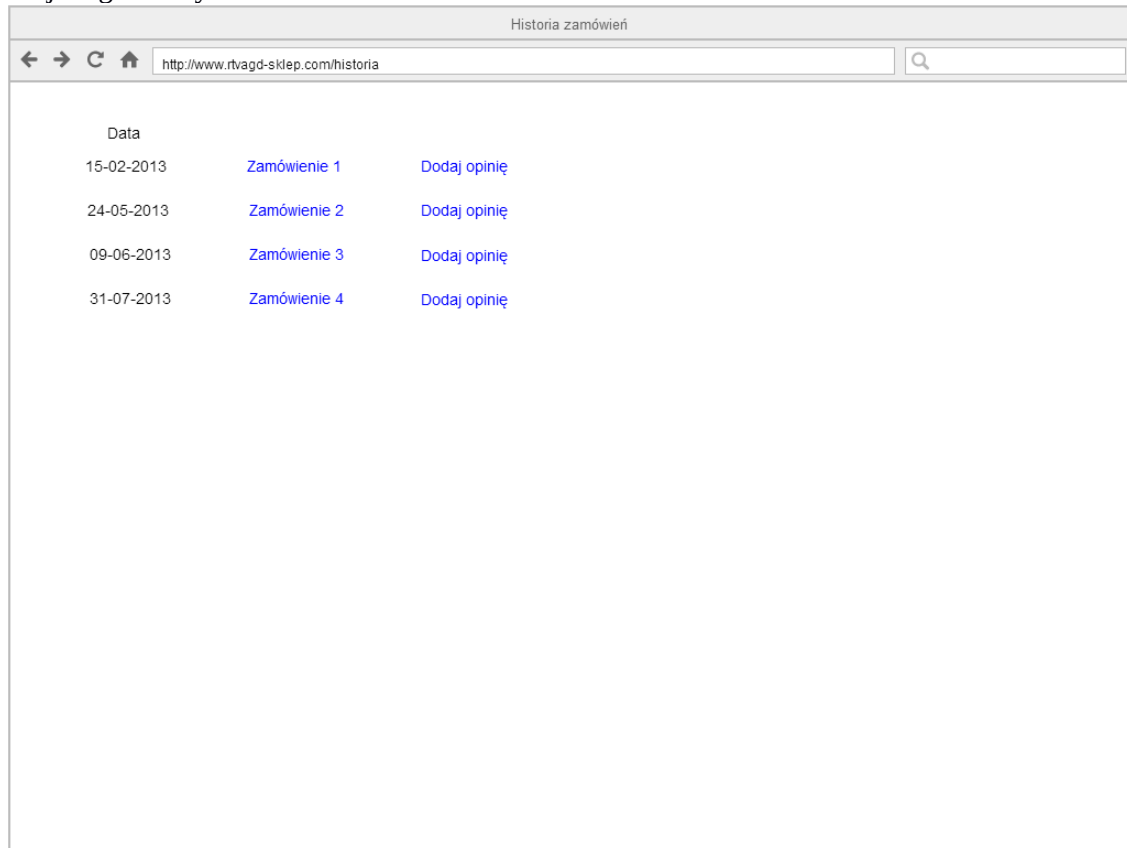 Historia zamówień
http://www.rtvagd-sklep.com/historia
Data
15-02-2013 Zamówienie 1 Dodaj opinię
24-05-2013 Zamówienie 2 Dodaj opinię
09-06-2013 Zamówienie 3 Dodaj opinię
31-07-2013 Zamówienie 4 Dodaj opinię